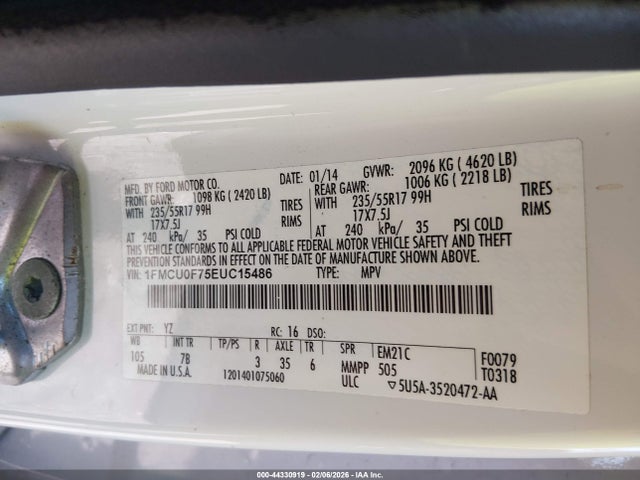 MFD. BY FORD MOTOR CO. DATE: 01/14 GVWR: 2096 KG ( 4620 LB)
FRONT GAWR: 1098 KG ( 2420 LB) REAR GAWR: 1006 KG ( 2218 LB)
WITH 235/55R17 99H TIRES WITH 235/55R17 99H TIRES
17X7.5J RIMS 17X7.5J RIMS
AT 240 kPa/ 35 PSI COLD AT 240 kPa/ 35 PSI COLD
THIS VEHICLE CONFORMS TO ALL APPLICABLE FEDERAL MOTOR VEHICLE SAFETY AND THEFT
PREVENTION STANDARDS IN EFFECT ON THE DATE OF MANUFACTURE SHOWN ABOVE.
VIN: 1FMCU0F75EUC15486 TYPE: MPV
EXT PNT: YZ RC: 16 DSO:
WB INT TR TP/PS R AXLE TR SPR EM21C F0079
105 7B 3 35 6 MMPP 505 T0318
MADE IN U.S.A. 1201401075060 ULC ▽5U5A-3520472-AA
000-44330919 - 02/06/2026 - IAA Inc.